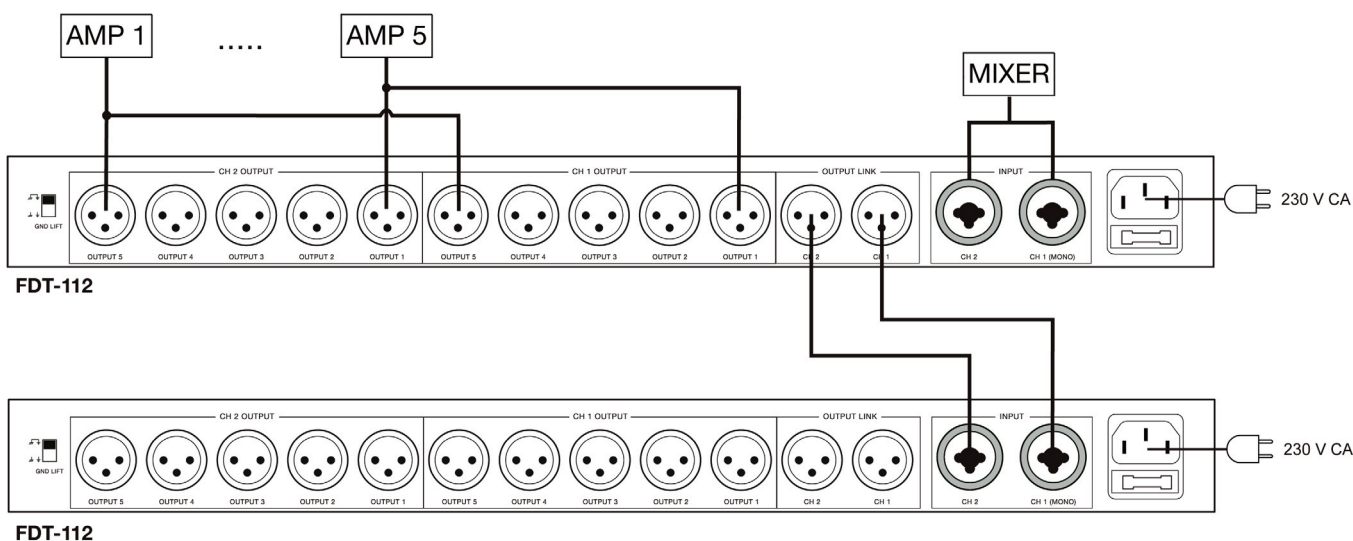 AMP 1 ..... AMP 5
MIXER
CH 2 OUTPUT CH 1 OUTPUT OUTPUT LINK INPUT
230 V CA
GND LIFT
OUTPUT 5 OUTPUT 4 OUTPUT 3 OUTPUT 2 OUTPUT 1 OUTPUT 5 OUTPUT 4 OUTPUT 3 OUTPUT 2 OUTPUT 1 CH 2 CH 1 CH 2 CH 1 (MONO)
FDT-112
CH 2 OUTPUT CH 1 OUTPUT OUTPUT LINK INPUT
230 V CA
GND LIFT
OUTPUT 5 OUTPUT 4 OUTPUT 3 OUTPUT 2 OUTPUT 1 OUTPUT 5 OUTPUT 4 OUTPUT 3 OUTPUT 2 OUTPUT 1 CH 2 CH 1 CH 2 CH 1 (MONO)
FDT-112